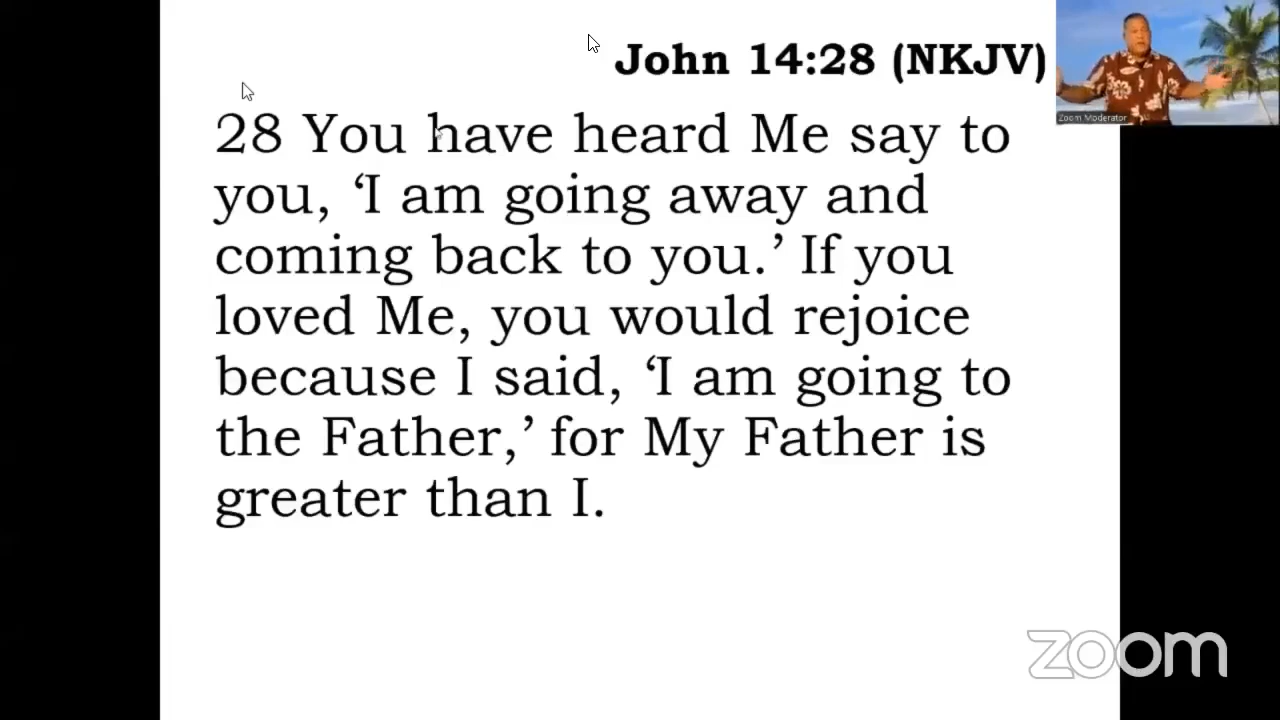 John 14:28 (NKJV)
Zoom Moderator
28 You have heard Me say to
you, ‘I am going away and
coming back to you.’ If you
loved Me, you would rejoice
because I said, ‘I am going to
the Father,’ for My Father is
greater than I.
zoom